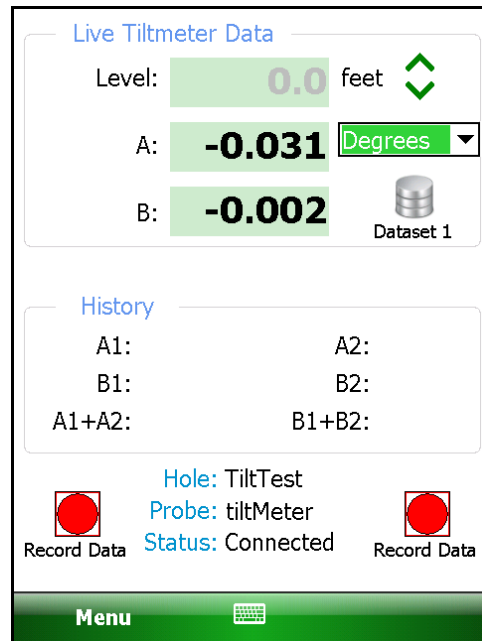 Live Tiltmeter Data
Level: 0.0 feet
A: -0.031 Degrees
B: -0.002
Dataset 1
History
A1: A2:
B1: B2:
A1+A2: B1+B2:
Hole: TiltTest
Probe: tiltMeter
Status: Connected
Record Data Record Data
Menu